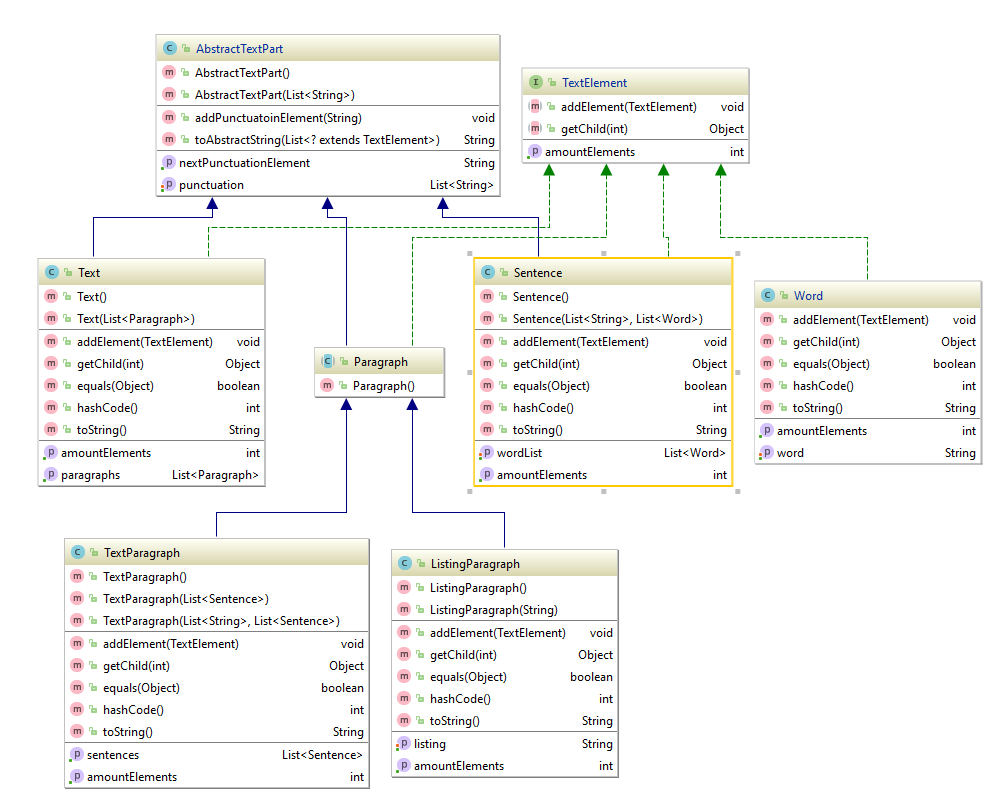 C AbstractTextPart
m AbstractTextPart()
m AbstractTextPart(List<String>)
m addPunctuatoinElement(String) void
m toAbstractString(List<? extends TextElement>) String
p nextPunctuationElement String
p punctuation List<String>
I TextElement
m addElement(TextElement) void
m getChild(int) Object
p amountElements int
C Text
m Text()
m Text(List<Paragraph>)
m addElement(TextElement) void
m getChild(int) Object
m equals(Object) boolean
m hashCode() int
m toString() String
p amountElements int
p paragraphs List<Paragraph>
C Paragraph
m Paragraph()
C Sentence
m Sentence()
m Sentence(List<String>, List<Word>)
m addElement(TextElement) void
m getChild(int) Object
m equals(Object) boolean
m hashCode() int
m toString() String
p wordList List<Word>
p amountElements int
C Word
m addElement(TextElement) void
m getChild(int) Object
m equals(Object) boolean
m hashCode() int
m toString() String
p amountElements int
p word String
C TextParagraph
m TextParagraph()
m TextParagraph(List<Sentence>)
m TextParagraph(List<String>, List<Sentence>)
m addElement(TextElement) void
m getChild(int) Object
m equals(Object) boolean
m hashCode() int
m toString() String
p sentences List<Sentence>
p amountElements int
C ListingParagraph
m ListingParagraph()
m ListingParagraph(String)
m addElement(TextElement) void
m getChild(int) Object
m equals(Object) boolean
m hashCode() int
m toString() String
p listing String
p amountElements int